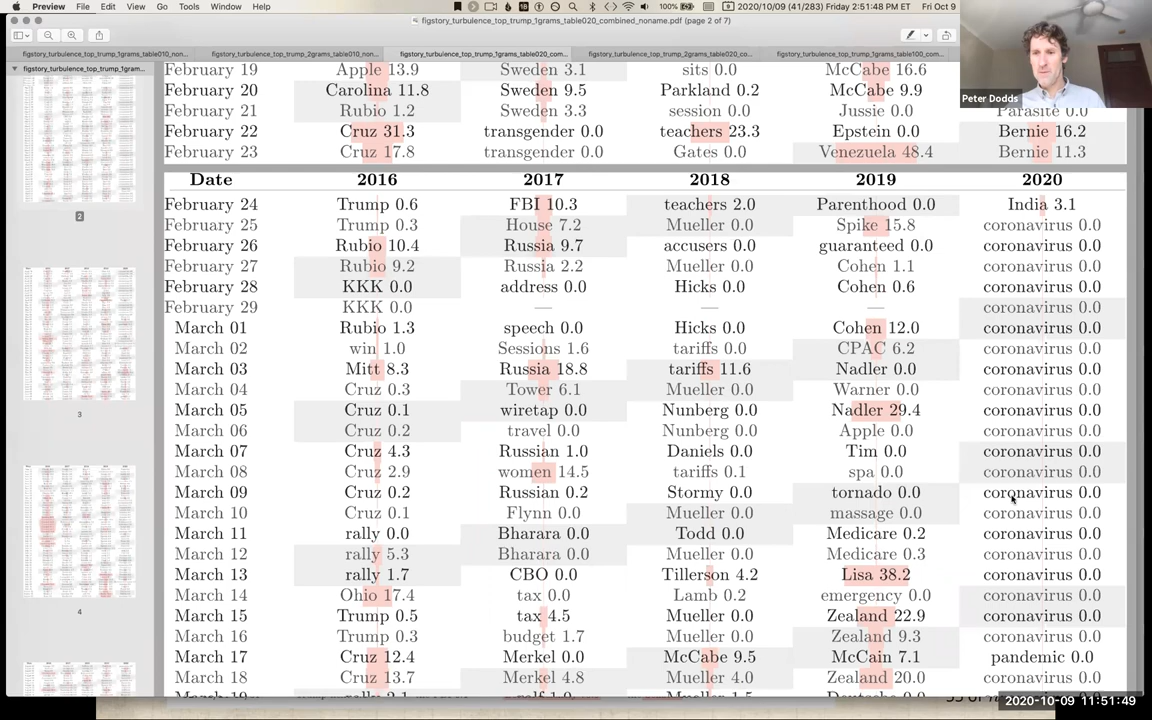 Preview File Edit View Go Tools Window Help 100% 2020/10/09 (41/283) Friday 2:51:48 PM ET Fri Oct 9
figstory_turbulence_top_trump_1grams_table020_combined_noname.pdf (page 2 of 7)
figstory_turbulence_top_trump_1grams_table010_non... figstory_turbulence_top_trump_2grams_table010_non... figstory_turbulence_top_trump_1grams_table020_com... figstory_turbulence_top_trump_2grams_table020_co... figstory_turbulence_top_trump_1grams_table100_com...
figstory_turbulence_top_trump_1gram...
Peter Dodds
February 19 Apple 13.9 Sweden 3.1 sits 0.0 McCabe 16.6
February 20 Carolina 11.8 Sweden 9.5 Parkland 0.2 McCabe 9.9
February 21 Rubio 1.2 Sweden 3.3 session 0.0 Jussie 0.0 Parasite 0.0
February 22 Cruz 31.3 transgender 0.0 teachers 23.3 Epstein 0.0 Bernie 16.2
February 23 Cruz 17.8 transgender 0.0 Gates 0.0 Venezuela 48.4 Bernie 11.3
Date 2016 2017 2018 2019 2020
February 24 Trump 0.6 FBI 10.3 teachers 2.0 Parenthood 0.0 India 3.1
February 25 Trump 0.3 House 7.2 Mueller 0.0 Spike 15.8 coronavirus 0.0
February 26 Rubio 10.4 Russia 9.7 accusers 0.0 guaranteed 0.0 coronavirus 0.0
February 27 Rubio 9.2 Russia 2.2 Mueller 0.0 Cohen 1.1 coronavirus 0.0
February 28 KKK 0.0 address 0.0 Hicks 0.0 Cohen 0.6 coronavirus 0.0
February 29 KKK 0.0 — — — coronavirus 0.0
March 01 Rubio 1.3 speech 0.0 Hicks 0.0 Cohen 12.0 coronavirus 0.0
March 02 win 1.0 Sessions 1.6 tariffs 0.0 CPAC 6.2 coronavirus 0.0
March 03 Mitt 8.3 Russia 18.8 tariffs 11.6 Nadler 0.0 coronavirus 0.0
March 04 Cruz 0.3 Tower 6.1 Mueller 0.0 Warner 0.0 coronavirus 0.0
March 05 Cruz 0.1 wiretap 0.0 Nunberg 0.0 Nadler 29.4 coronavirus 0.0
March 06 Cruz 0.2 travel 0.0 Nunberg 0.0 Apple 0.0 coronavirus 0.0
March 07 Cruz 4.3 Russian 1.0 Daniels 0.0 Tim 0.0 coronavirus 0.0
March 08 Cruz 2.9 women 14.5 tariffs 0.1 spa 0.0 coronavirus 0.0
March 09 Cruz 0.2 Russian 0.2 Stormy 0.0 tornado 0.0 coronavirus 0.0
March 10 Cruz 0.1 Flynn 0.0 Mueller 0.0 massage 0.0 coronavirus 0.0
March 11 rally 0.0 Bharara 0.0 Todd 0.0 Medicare 0.2 coronavirus 0.0
March 12 rally 5.3 Bharara 0.0 Mueller 0.0 Medicare 0.3 coronavirus 0.0
March 13 rally 1.7 CBO 0.0 Tillerson 4.2 Lisa 38.2 coronavirus 0.0
March 14 Ohio 17.4 tax 0.0 Lamb 0.2 emergency 0.0 coronavirus 0.0
March 15 Trump 0.5 tax 4.5 Mueller 0.0 Zealand 22.9 coronavirus 0.0
March 16 Trump 0.3 budget 1.7 Mueller 0.0 Zealand 9.3 coronavirus 0.0
March 17 Cruz 12.4 Merkel 0.0 McCabe 9.5 McCain 7.1 pandemic 0.0
March 18 Cruz 13.7 Merkel 4.8 Mueller 4.0 Zealand 20.0 coronavirus 0.0
2
3
4
2020-10-09 11:51:49